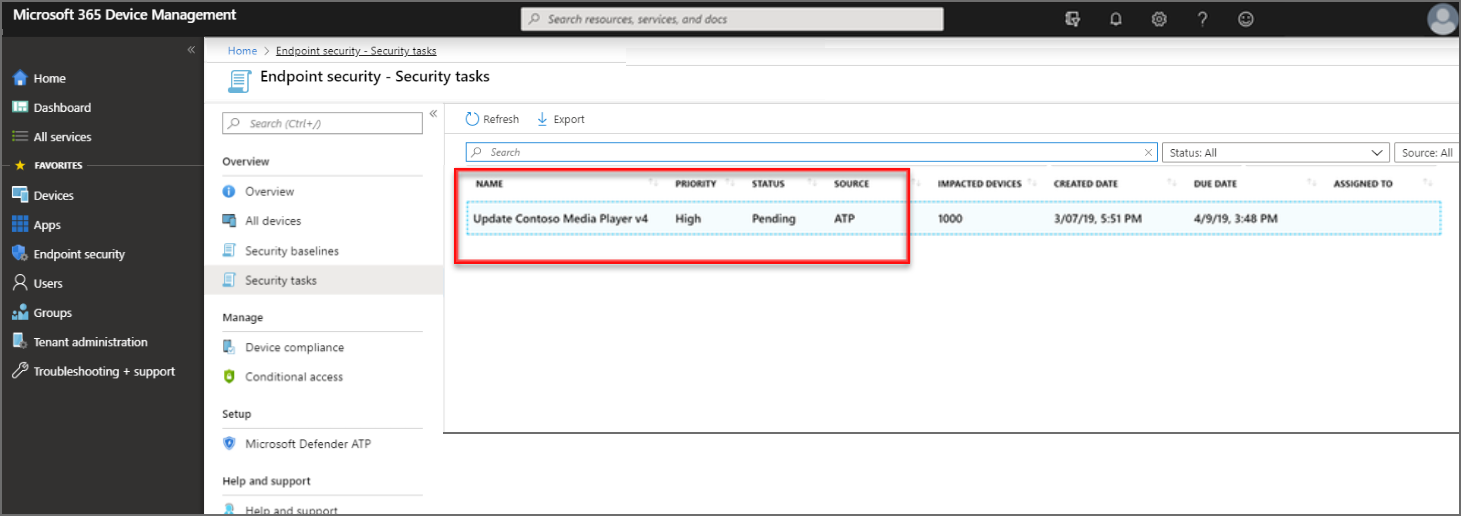 Microsoft 365 Device Management
Search resources, services, and docs
Home > Endpoint security - Security tasks
Endpoint security - Security tasks
Home
Dashboard
All services
FAVORITES
Devices
Apps
Endpoint security
Users
Groups
Tenant administration
Troubleshooting + support
Search (Ctrl+/)
Overview
Overview
All devices
Security baselines
Security tasks
Manage
Device compliance
Conditional access
Setup
Microsoft Defender ATP
Help and support
Help and support
Refresh Export
Search
Status: All
Source: All
NAME PRIORITY STATUS SOURCE IMPACTED DEVICES CREATED DATE DUE DATE ASSIGNED TO
Update Contoso Media Player v4 High Pending ATP 1000 3/07/19, 5:51 PM 4/9/19, 3:48 PM